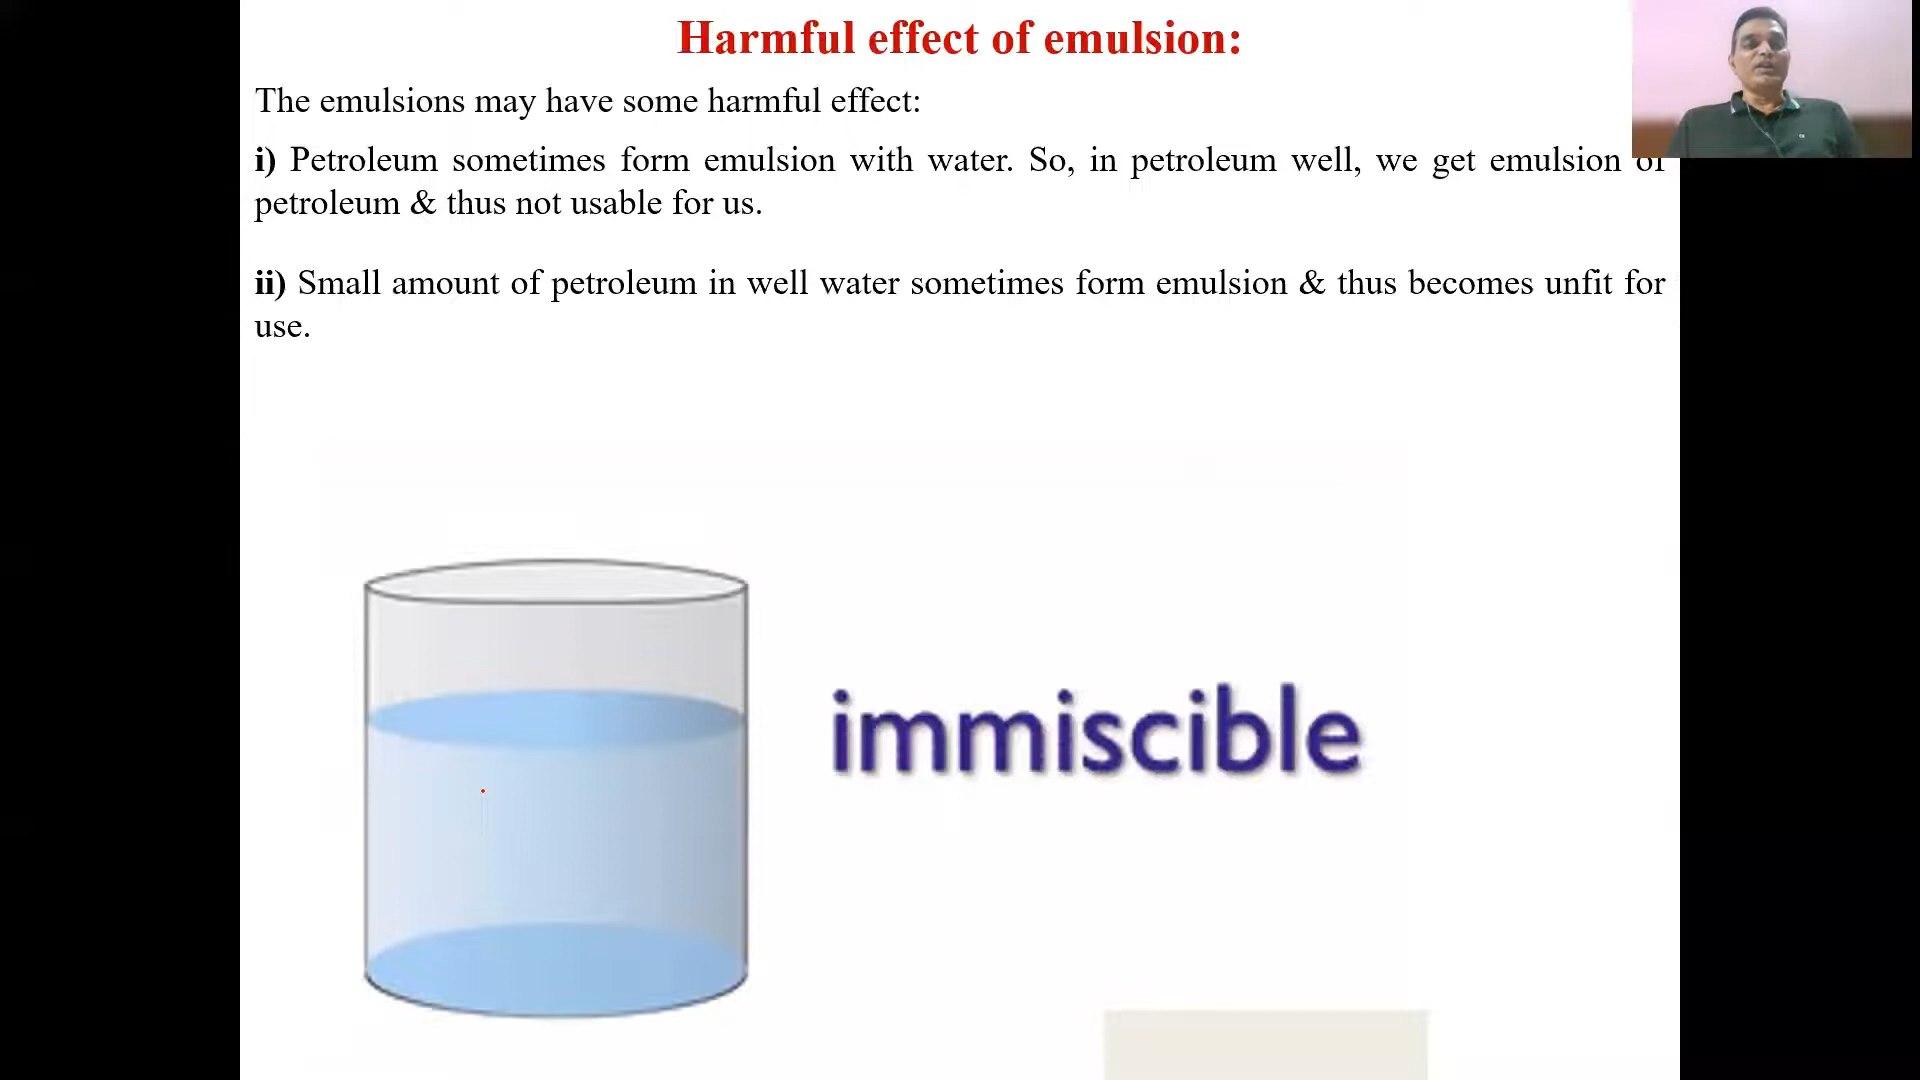 Harmful effect of emulsion:
The emulsions may have some harmful effect:
i) Petroleum sometimes form emulsion with water. So, in petroleum well, we get emulsion of
petroleum & thus not usable for us.
ii) Small amount of petroleum in well water sometimes form emulsion & thus becomes unfit for
use.
immiscible